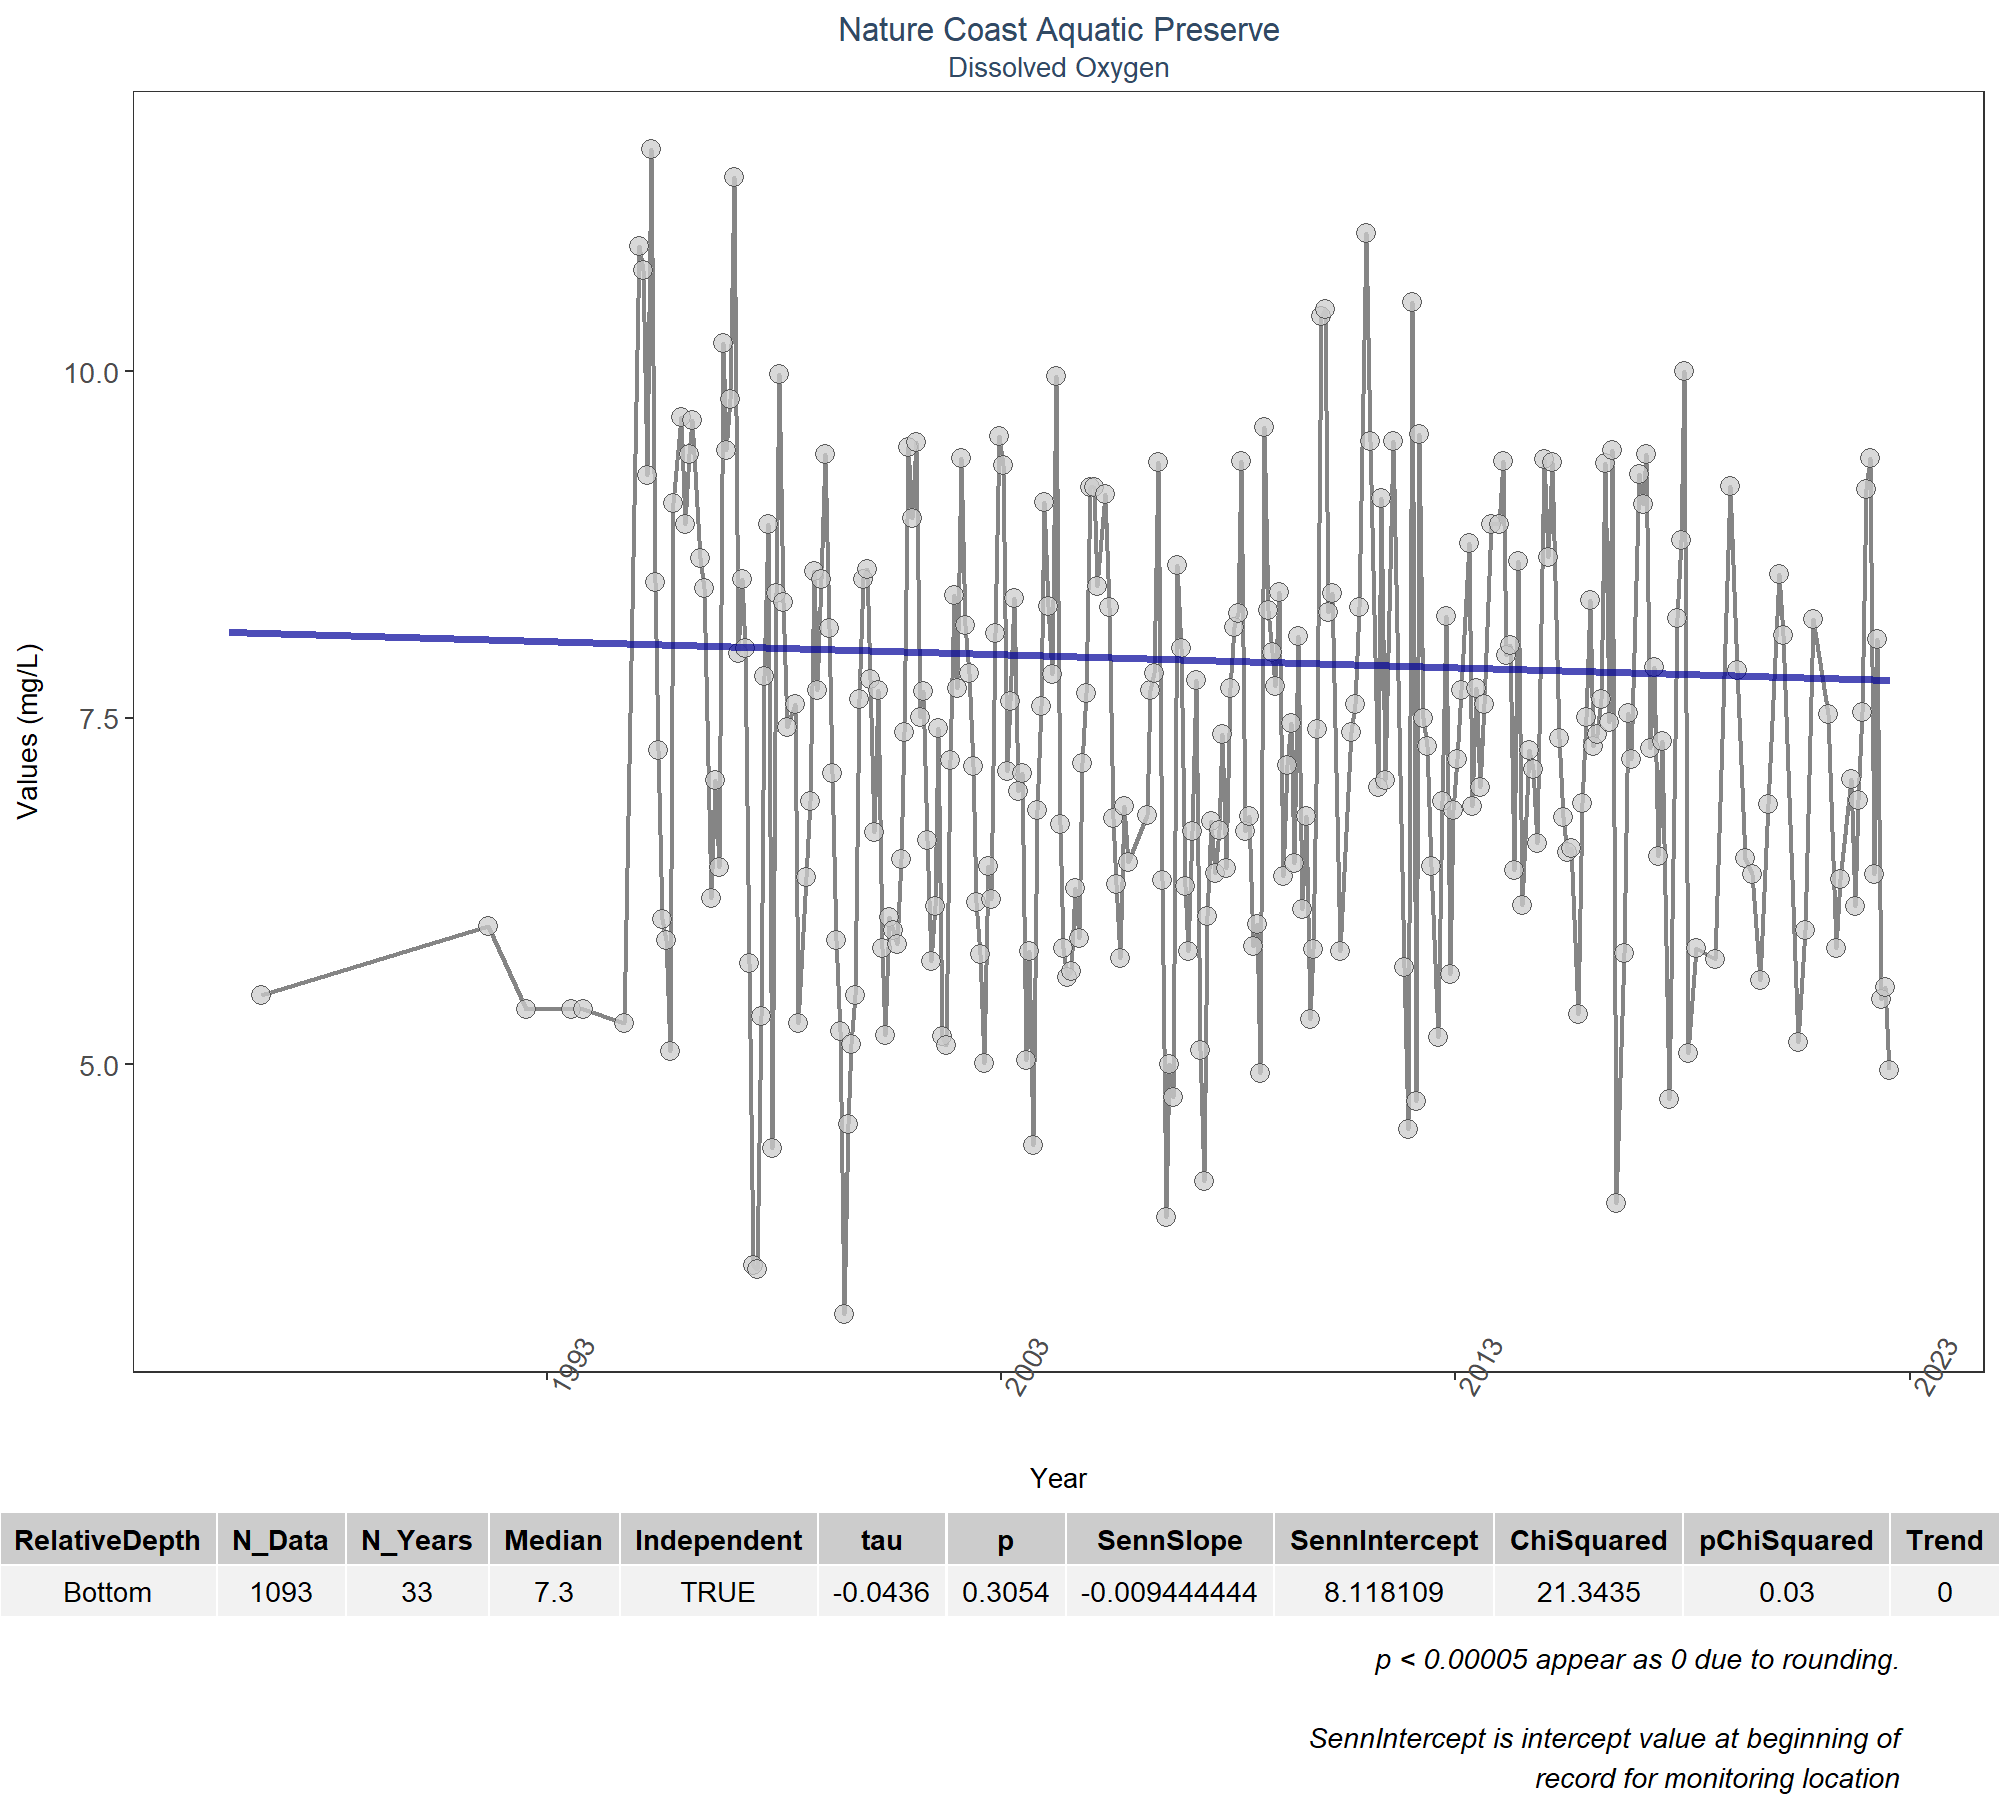 Nature Coast Aquatic Preserve
Dissolved Oxygen
10.0
7.5
5.0
Values (mg/L)
1993 2003 2013 2023
Year
RelativeDepth N_Data N_Years Median Independent tau p SennSlope SennIntercept ChiSquared pChiSquared Trend
Bottom 1093 33 7.3 TRUE -0.0436 0.3054 -0.009444444 8.118109 21.3435 0.03 0
p < 0.00005 appear as 0 due to rounding.
SennIntercept is intercept value at beginning of
record for monitoring location